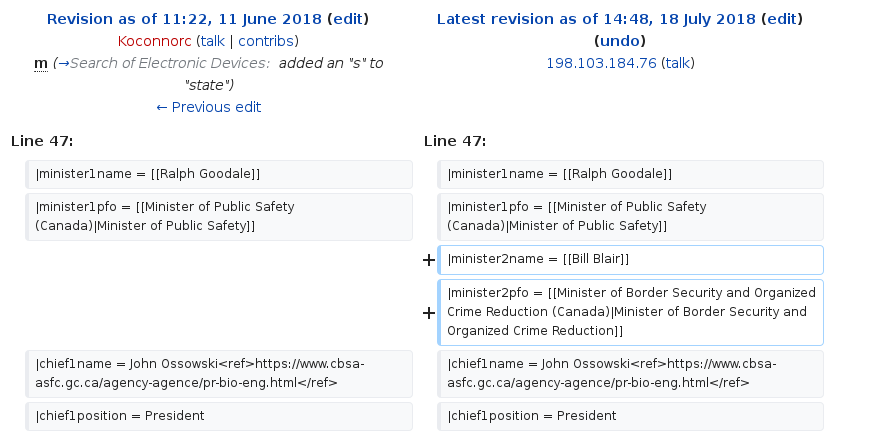 Revision as of 11:22, 11 June 2018 (edit)
Koconnorc (talk | contribs)
m (→Search of Electronic Devices: added an "s" to
"state")
← Previous edit
Latest revision as of 14:48, 18 July 2018 (edit)
(undo)
198.103.184.76 (talk)
Line 47:
Line 47:
|minister1name = [[Ralph Goodale]]
|minister1name = [[Ralph Goodale]]
|minister1pfo = [[Minister of Public Safety
(Canada)|Minister of Public Safety]]
|minister1pfo = [[Minister of Public Safety
(Canada)|Minister of Public Safety]]
+ |minister2name = [[Bill Blair]]
+ |minister2pfo = [[Minister of Border Security and Organized
Crime Reduction (Canada)|Minister of Border Security and
Organized Crime Reduction]]
|chief1name = John Ossowski<ref>https://www.cbsa-
asfc.gc.ca/agency-agence/pr-bio-eng.html</ref>
|chief1name = John Ossowski<ref>https://www.cbsa-
asfc.gc.ca/agency-agence/pr-bio-eng.html</ref>
|chief1position = President
|chief1position = President